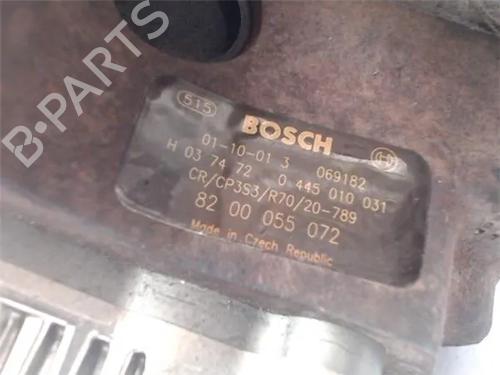 515 BOSCH
01-10-01 3 069182
H 03 74 72 0 445 010 031
CR/CP3S3/R70/20-789
82 00 055 072
Made in Czech Republic
B-PARTS